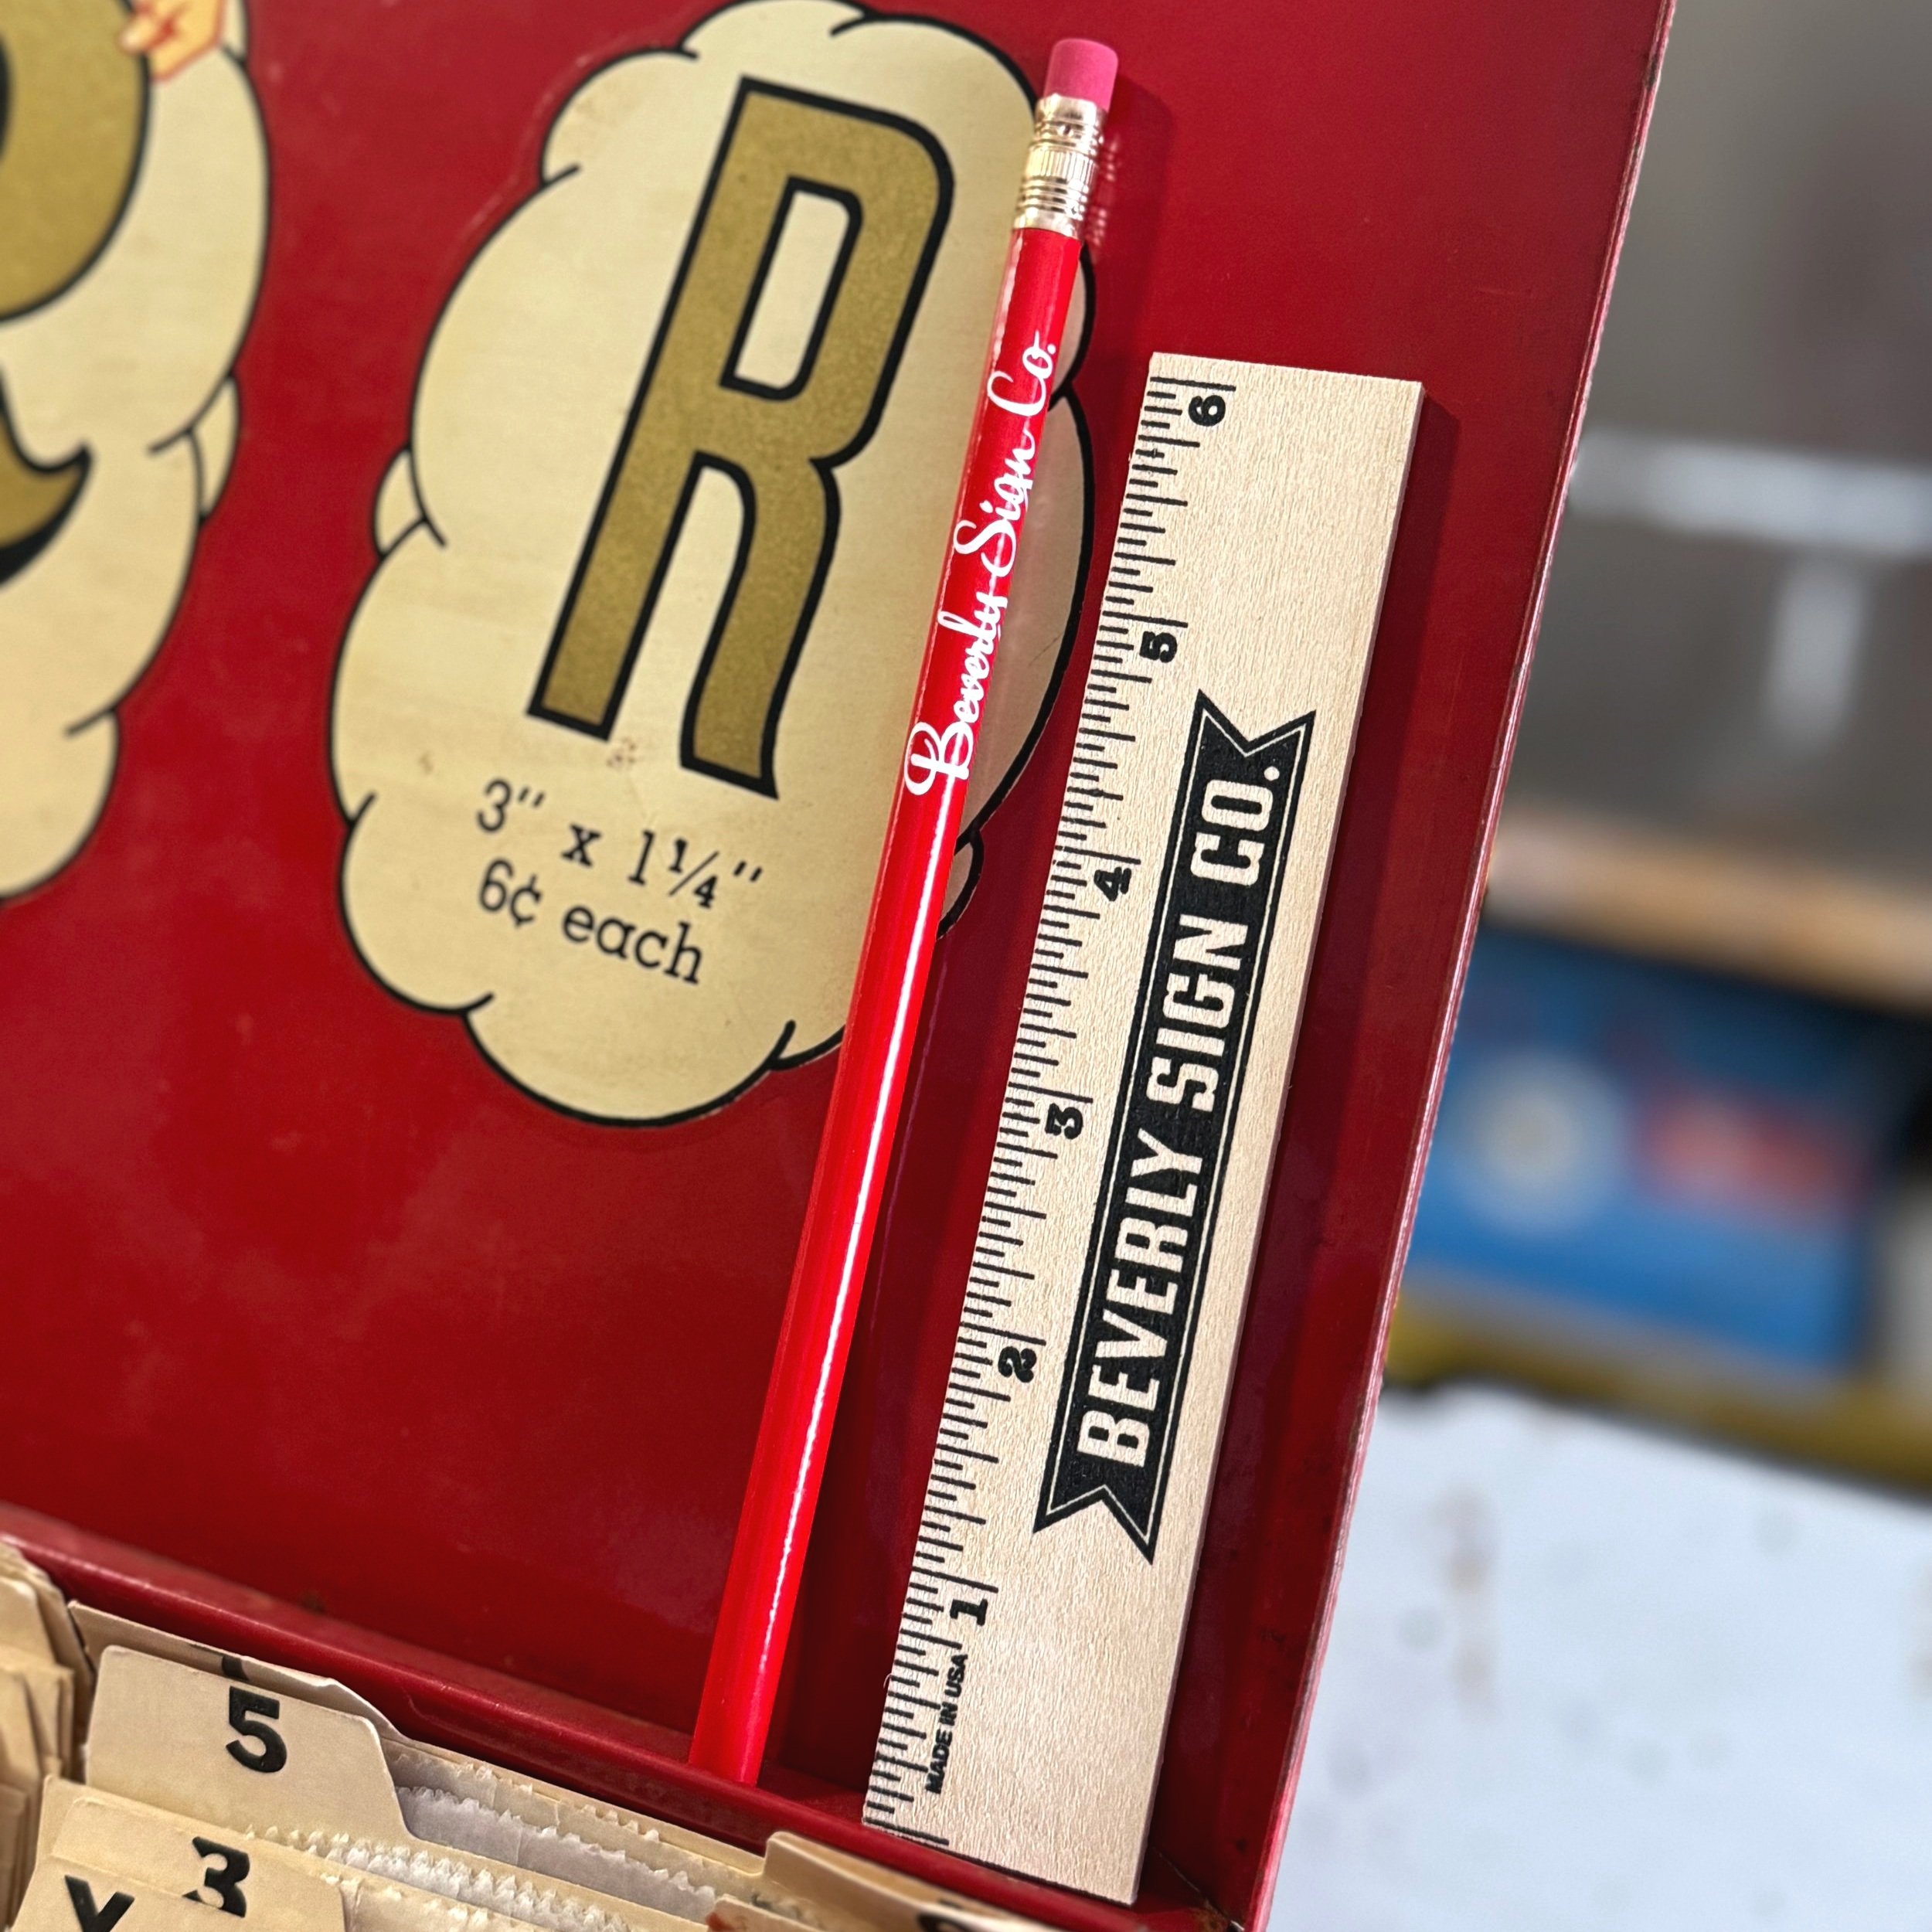 R
3" x 1¼"
6¢ each
Beverly Sign Co.
6
5
4
3
2
1
MADE IN USA
BEVERLY SIGN CO.
5
3
Y